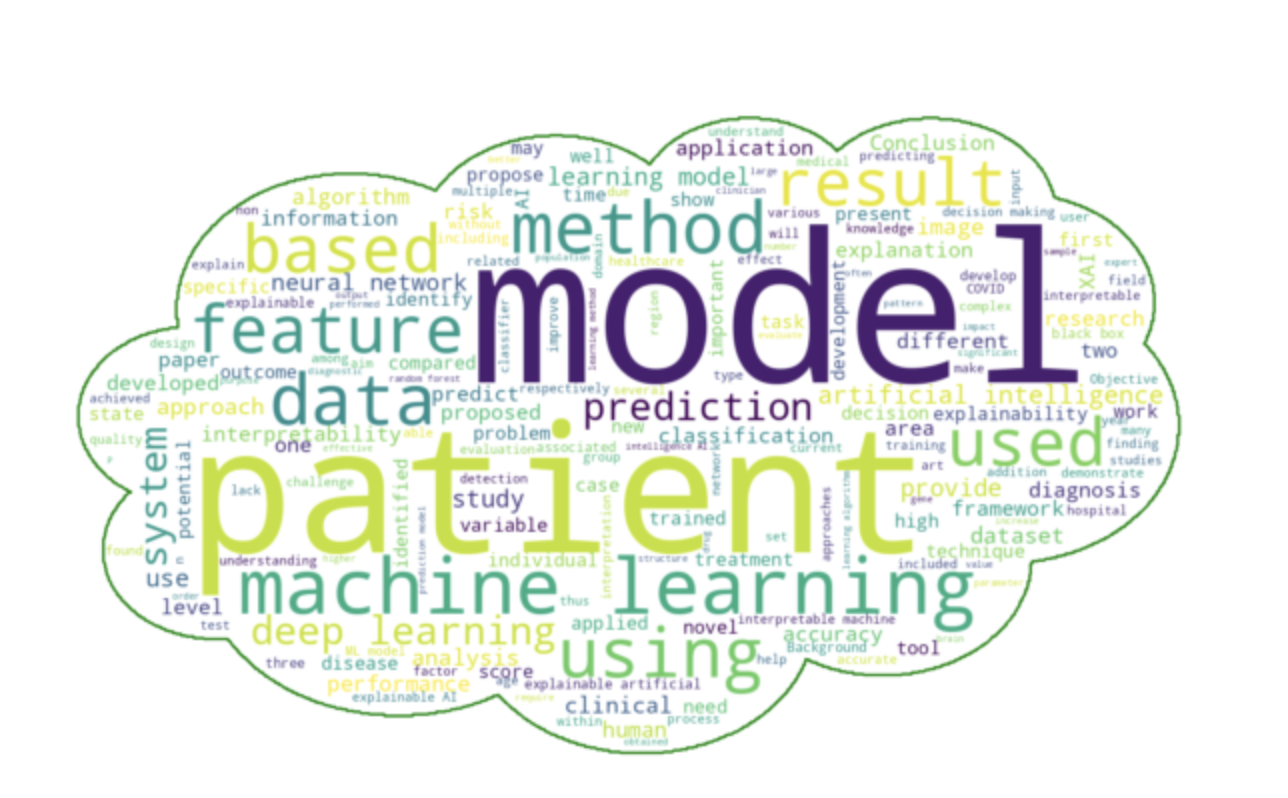 understand
may
well
application
Conclusion
better
medical
predicting
propose
learning model
large
result
input
multiple
AI
time
due
show
clinician
algorithm
non
information
risk
without
including
method
various
present
decision making
user
based
will
knowledge
image
number
first
sample
explain
related
population
domain
healthcare
effect
explanation
XAI
expert
specific
neural network
model
often
develop
COVID
field
explainable
output
performed
identify
classifier
improve
learning method
region
important
development
pattern
complex
interpretable
feature
task
evaluate
impact
research
black box
design
different
significant
two
paper
among
aim
compared
diagnostic
outcome
random forest
type
make
Objective
developed
purpose
achieved
data
predict
respectively
several
artificial intelligence
state
approach
proposed
prediction
decision
explainability
work
year
many
interpretability
able
problem
new
classification
area
used
quality
p
one
effective
evaluation
associated
intelligence AI
current
training
finding
system
potential
patient
group
network
art
studies
challenge
identified
detection
addition
demonstrate
lack
study
case
provide
diagnosis
gene
variable
interpretation
trained
set
approaches
learning algorithm
high
framework
hospital
increase
prediction model
drug
dataset
found
n
understanding
higher
individual
structure
treatment
technique
included
value
use
machine learning
parameter
order
level
thus
test
deep learning
applied
novel
interpretable machine
accuracy
brain
ML model
using
Background
tool
three
disease
analysis
help
accurate
factor
score
performance
age
explainable artificial
explainable AI
require
clinical
need
within
process
human
obtained